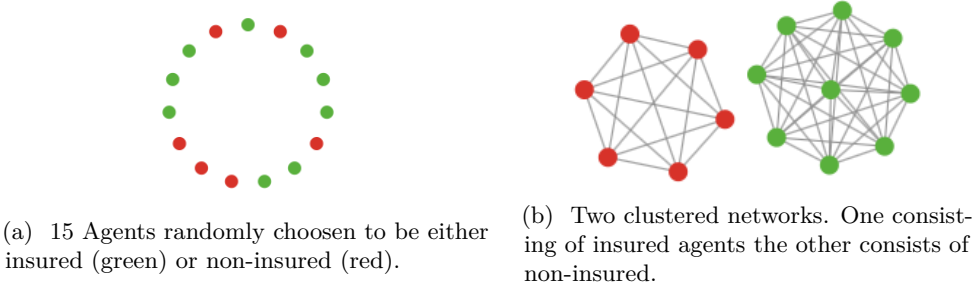 (a) 15 Agents randomly choosen to be either
insured (green) or non-insured (red).
(b) Two clustered networks. One consist-
ing of insured agents the other consists of
non-insured.